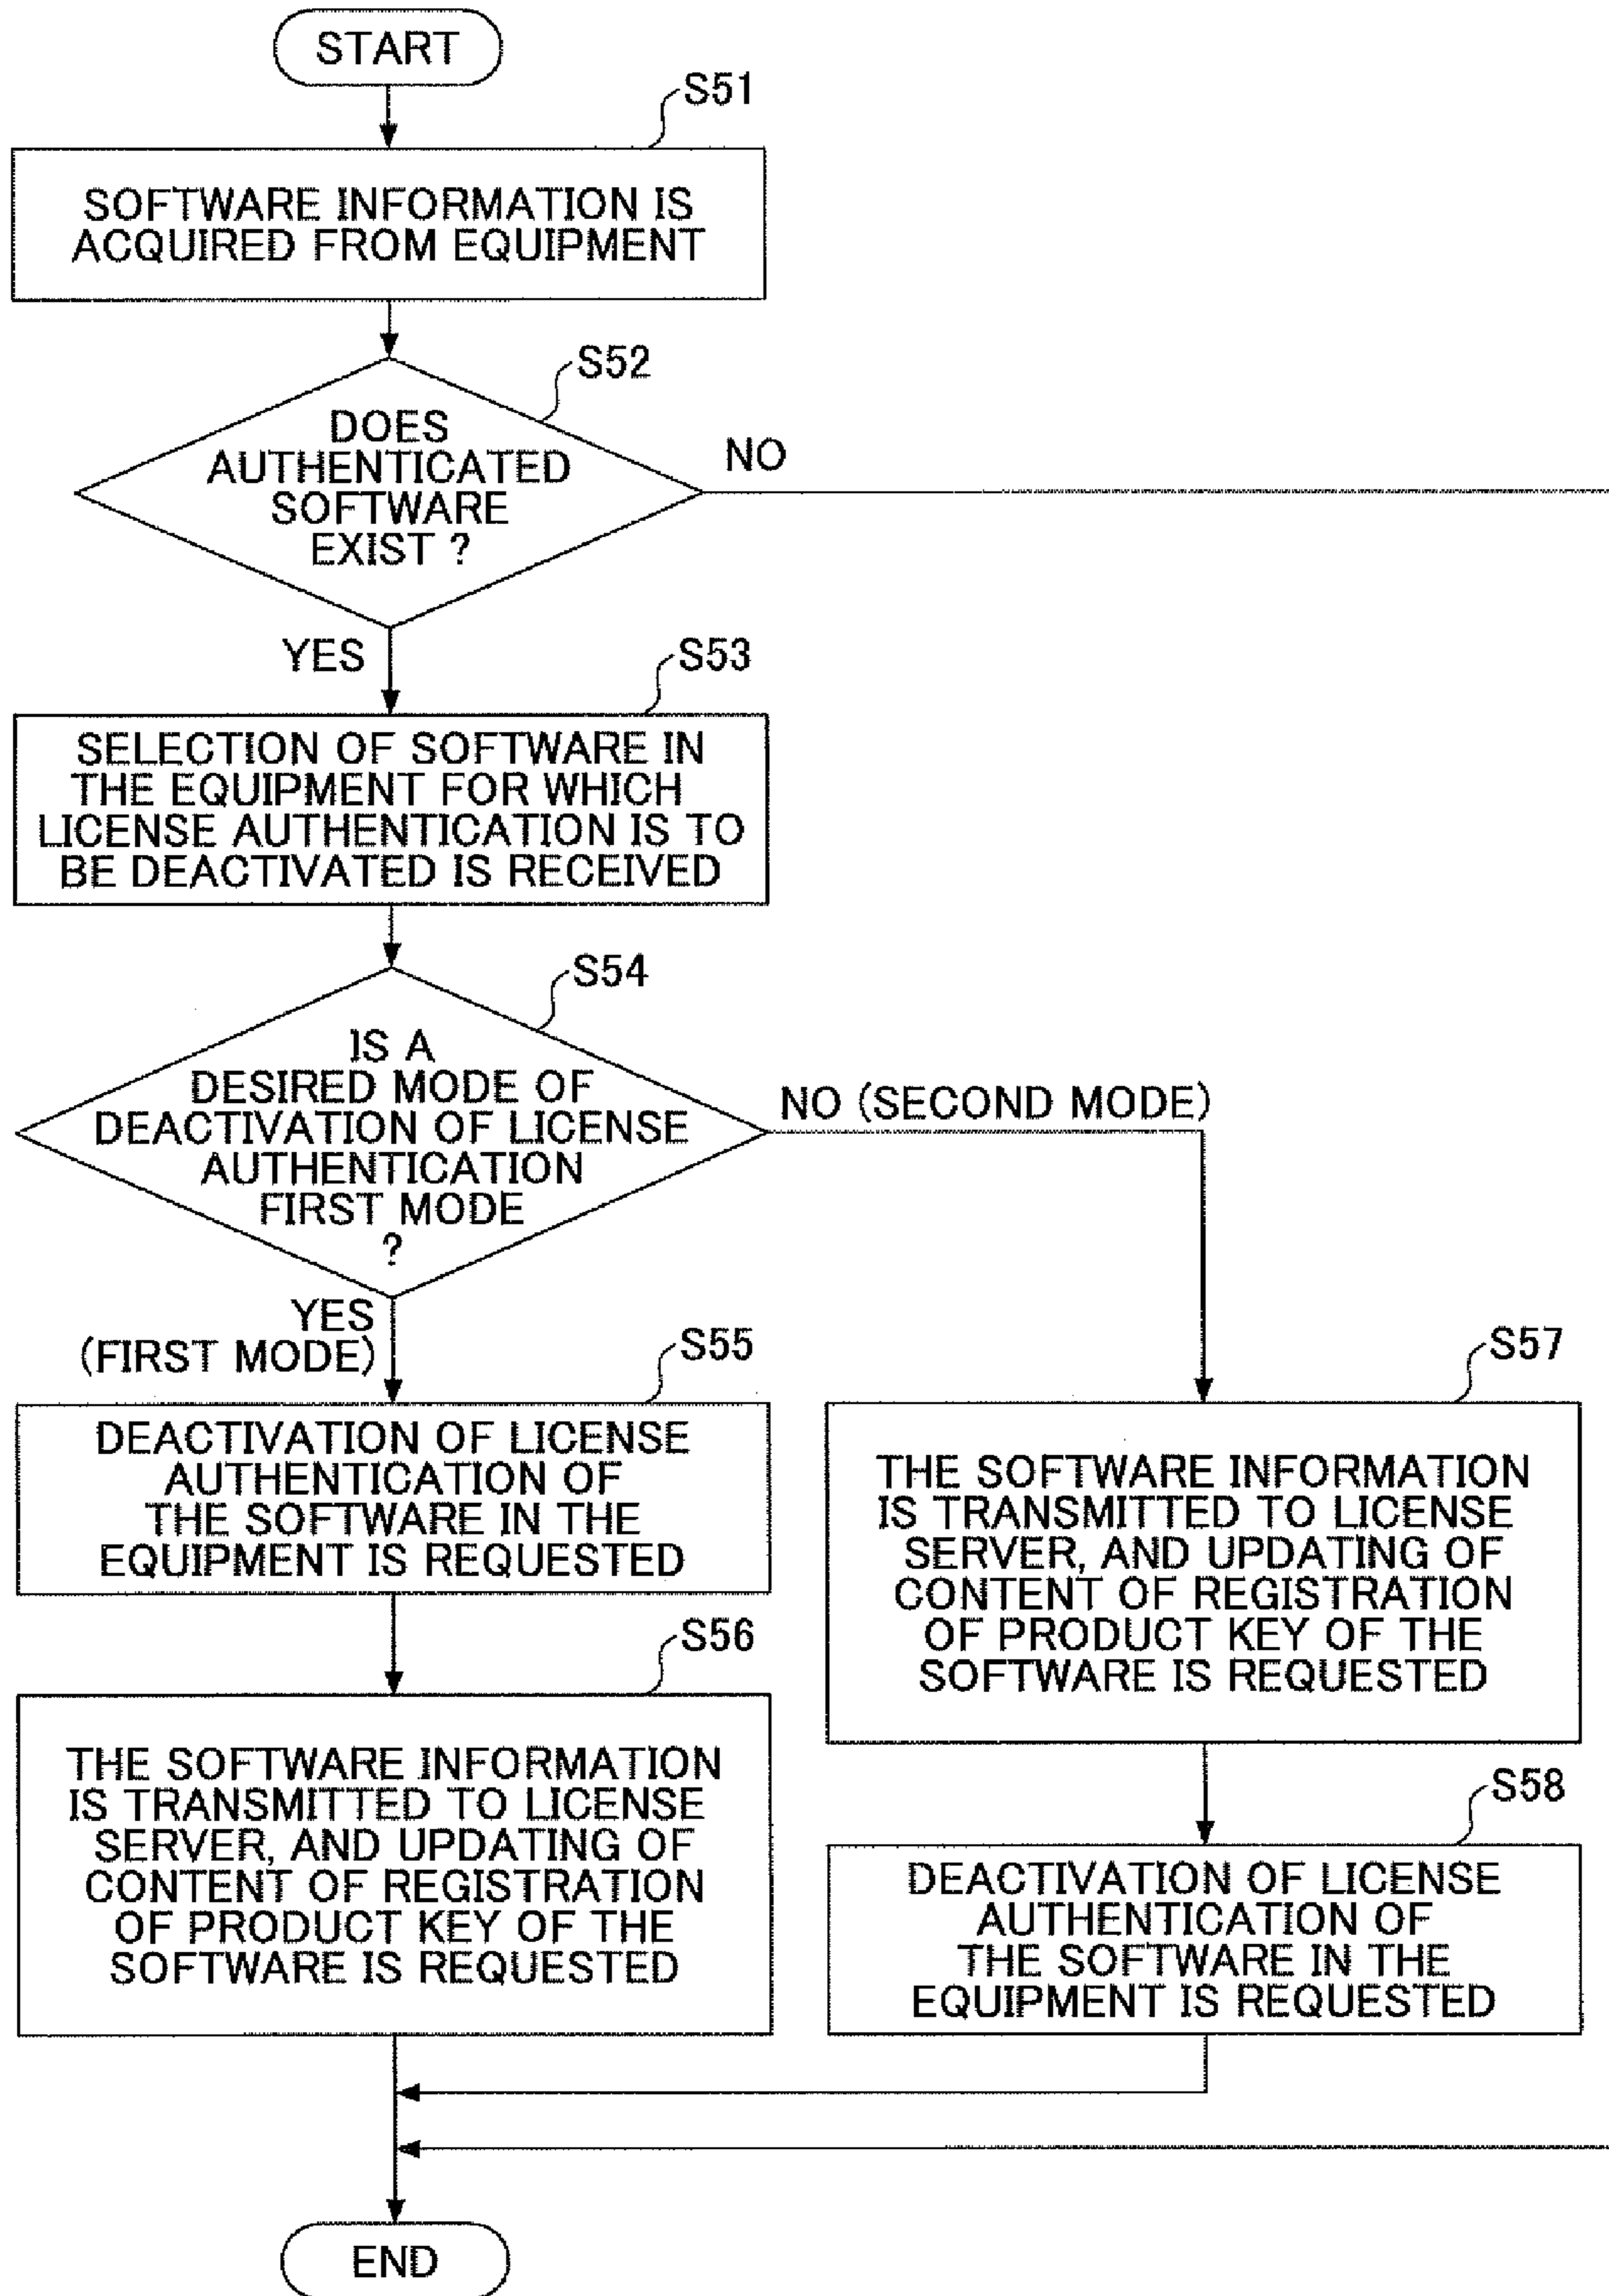 START
S51
SOFTWARE INFORMATION IS
ACQUIRED FROM EQUIPMENT
S52
DOES
AUTHENTICATED
SOFTWARE
EXIST ?
NO
YES
S53
SELECTION OF SOFTWARE IN
THE EQUIPMENT FOR WHICH
LICENSE AUTHENTICATION IS TO
BE DEACTIVATED IS RECEIVED
S54
IS A
DESIRED MODE OF
DEACTIVATION OF LICENSE
AUTHENTICATION
FIRST MODE
?
NO (SECOND MODE)
YES
(FIRST MODE)
S55
DEACTIVATION OF LICENSE
AUTHENTICATION OF
THE SOFTWARE IN THE
EQUIPMENT IS REQUESTED
S56
THE SOFTWARE INFORMATION
IS TRANSMITTED TO LICENSE
SERVER, AND UPDATING OF
CONTENT OF REGISTRATION
OF PRODUCT KEY OF THE
SOFTWARE IS REQUESTED
S57
THE SOFTWARE INFORMATION
IS TRANSMITTED TO LICENSE
SERVER, AND UPDATING OF
CONTENT OF REGISTRATION
OF PRODUCT KEY OF THE
SOFTWARE IS REQUESTED
S58
DEACTIVATION OF LICENSE
AUTHENTICATION OF
THE SOFTWARE IN THE
EQUIPMENT IS REQUESTED
END